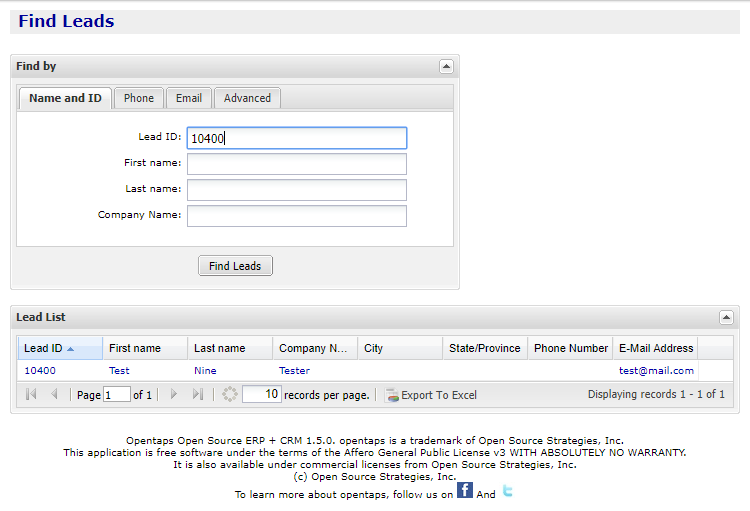 Find Leads
Find by
Name and ID Phone Email Advanced
Lead ID: 10400
First name:
Last name:
Company Name:
Find Leads
Lead List
Lead ID First name Last name Company N... City State/Province Phone Number E-Mail Address
10400 Test Nine Tester test@mail.com
Page 1 of 1 10 records per page. Export To Excel Displaying records 1 - 1 of 1
Opentaps Open Source ERP + CRM 1.5.0. opentaps is a trademark of Open Source Strategies, Inc.
This application is free software under the terms of the Affero General Public License v3 WITH ABSOLUTELY NO WARRANTY.
It is also available under commercial licenses from Open Source Strategies, Inc.
(c) Open Source Strategies, Inc.
To learn more about opentaps, follow us on f And t